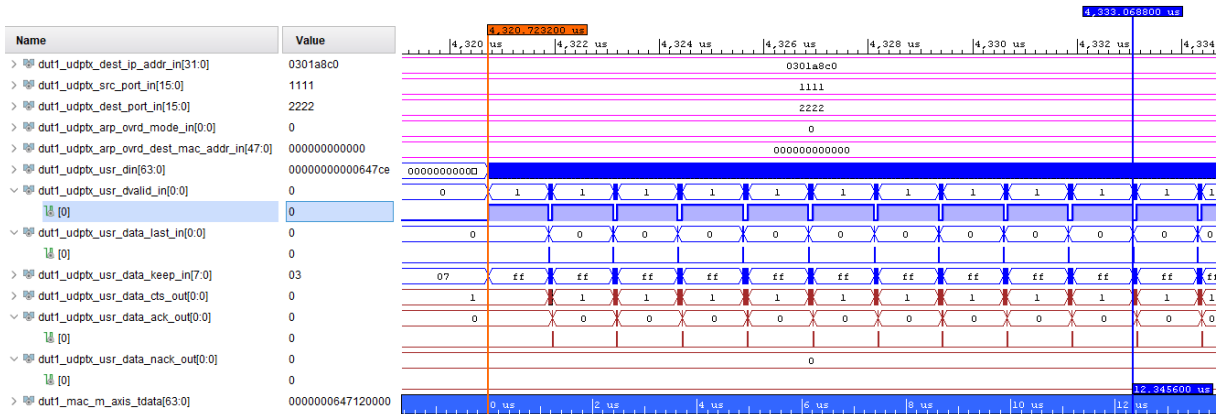 4,333.068800 us
4,320.723200 us
Name Value 4,320 us 4,322 us 4,324 us 4,326 us 4,328 us 4,330 us 4,332 us 4,334
dut1_udptx_dest_ip_addr_in[31:0] 0301a8c0 0301a8c0
dut1_udptx_src_port_in[15:0] 1111 1111
dut1_udptx_dest_port_in[15:0] 2222 2222
dut1_udptx_arp_ovrd_mode_in[0:0] 0 0
dut1_udptx_arp_ovrd_dest_mac_addr_in[47:0] 000000000000 000000000000
dut1_udptx_usr_din[63:0] 00000000000647ce 0000000000
dut1_udptx_usr_dvalid_in[0:0] 0 0 1 1 1 1 1 1 1 1 1 1 1 1
[0] 0
dut1_udptx_usr_data_last_in[0:0] 0 0 0 0 0 0 0 0 0 0 0 0 0 0
[0] 0
dut1_udptx_usr_data_keep_in[7:0] 03 07 ff ff ff ff ff ff ff ff ff ff ff f
dut1_udptx_usr_data_cts_out[0:0] 0 1 1 1 1 1 1 1 1 1 1 1 1
dut1_udptx_usr_data_ack_out[0:0] 0 0 0 0 0 0 0 0 0 0 0 0 0
[0] 0
dut1_udptx_usr_data_nack_out[0:0] 0 0
[0] 0
12.345600 us
dut1_mac_m_axis_tdata[63:0] 0000000647120000 0 us 2 us 4 us 6 us 8 us 10 us 12